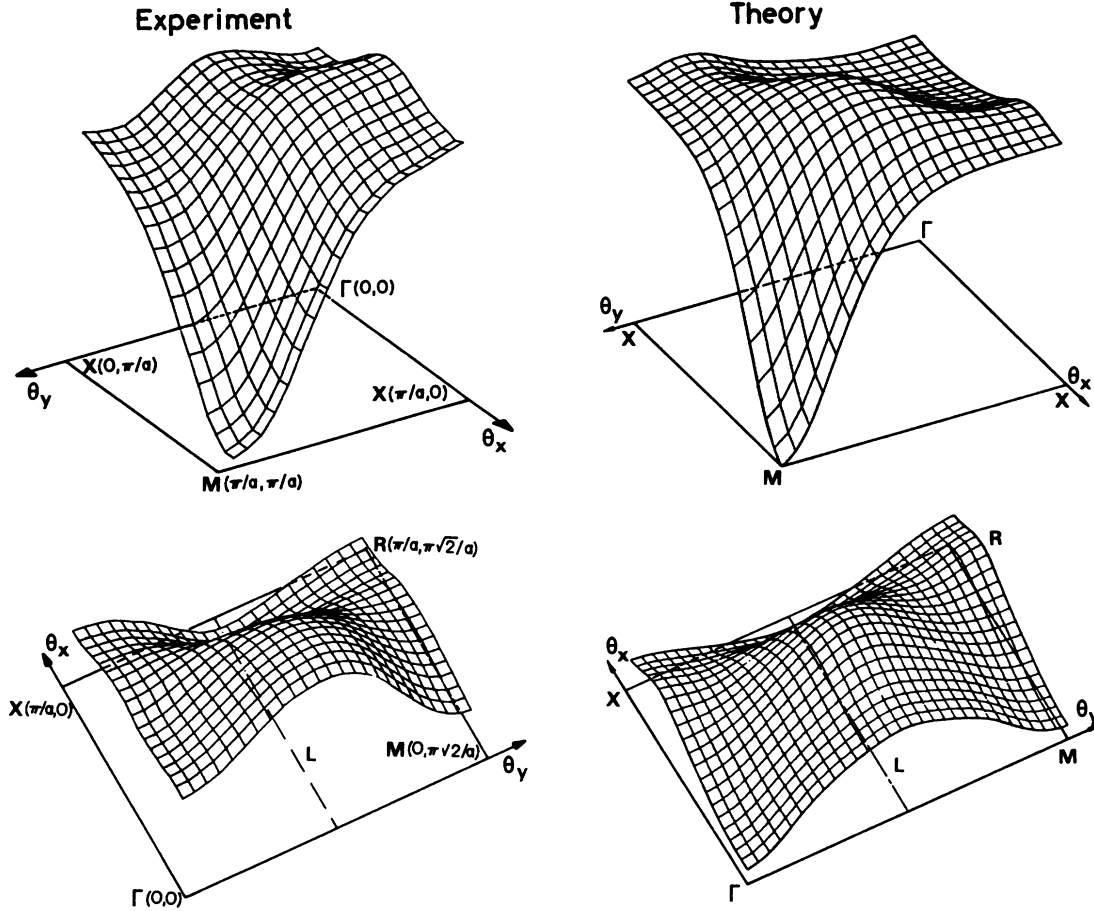 Experiment
Theory
Γ(0,0)
X(0,π/a)
θy
X(π/a,0)
θx
M(π/a,π/a)
Γ
θy
X
θx
X
M
R(π/a,π√2/a)
θx
X(π/a,0)
L
M(0,π√2/a)
θy
Γ(0,0)
R
θx
X
θy
L
M
Γ